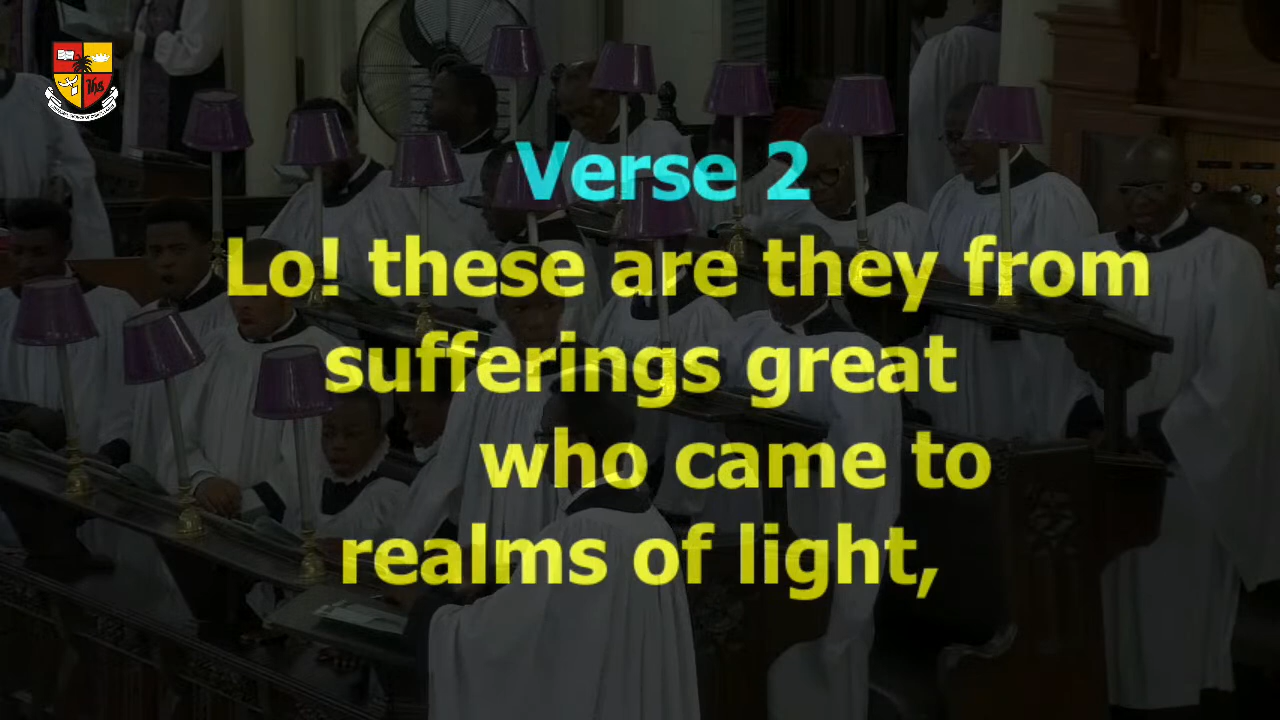 Verse 2
Lo! these are they from
sufferings great
who came to
realms of light,